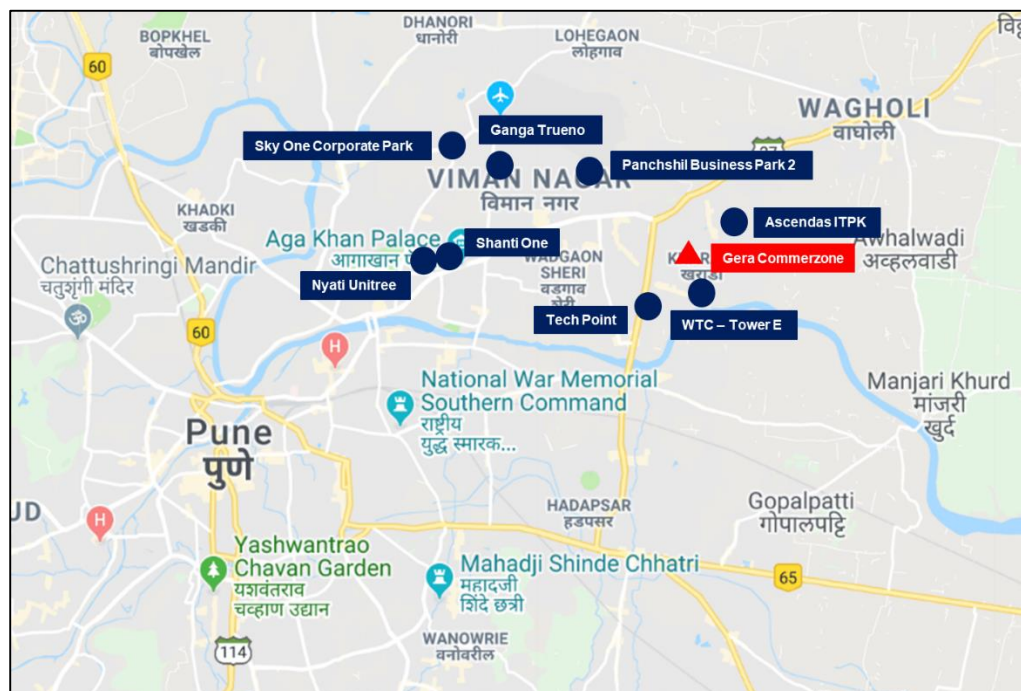 DHANORI
धानोरी
LOHEGAON
लोहगाव
BOPKHEL
बोपखेल
60
WAGHOLI
वाघोली
Ganga Trueno
Sky One Corporate Park
Panchshil Business Park 2
VIMAN NAGAR
विमान नगर
KHADKI
खडकी
Ascendas ITPK
Aga Khan Palace
आगाखान
Shanti One
Awhalwadi
अव्हलवाडी
Gera Commerzone
खराडी
WADGAON
SHERI
वडगाव
शेरी
Chattushringi Mandir
चतुःशृंगी मंदिर
Nyati Unitree
Tech Point
WTC – Tower E
60
H
National War Memorial
Southern Command
राष्ट्रीय
युद्ध स्मारक...
Manjari Khurd
मांजरी
खुर्द
Pune
पुणे
HADAPSAR
हडपसर
Gopalpatti
गोपालपट्टि
UD
H
Yashwantrao
Chavan Garden
यशवंतराव
चव्हाण उद्यान
Mahadji Shinde Chhatri
महादजी
शिंदे छत्री
65
WANOWRIE
वनोवरील
114